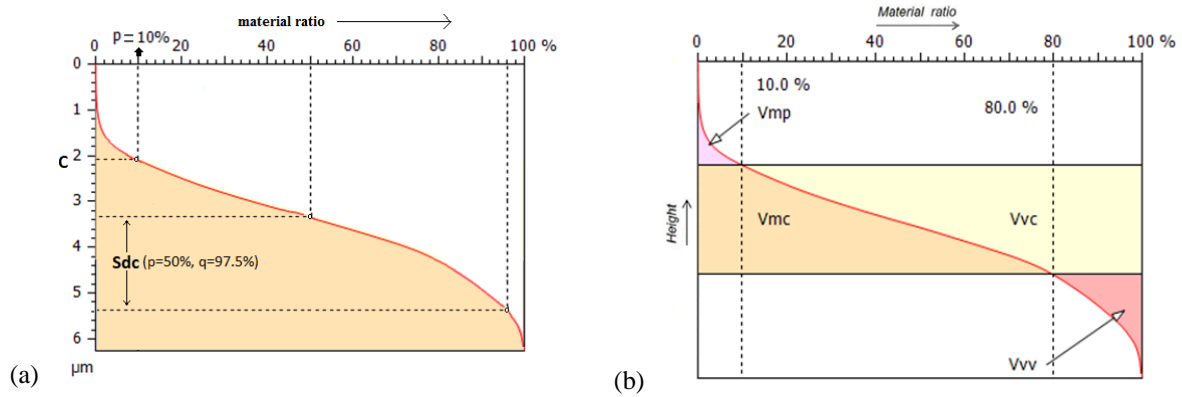 material ratio
P=10%
0 20 40 60 80 100 %
0
1
C 2
3
4
Sdc (p=50%, q=97.5%)
5
6
µm
(a)
Material ratio
0 20 40 60 80 100 %
10.0 %
80.0 %
Vmp
Height
Vmc Vvc
Vvv
(b)